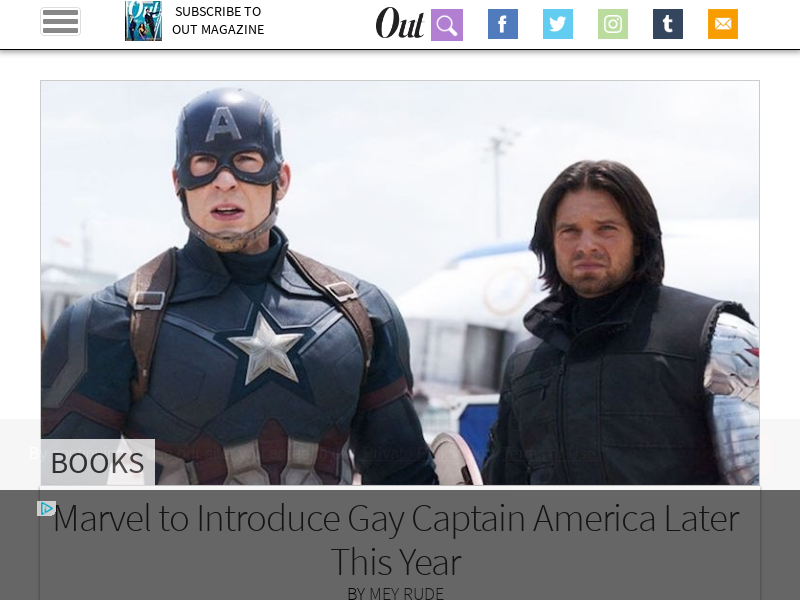 SUBSCRIBE TO
OUT MAGAZINE
Out
BOOKS
Marvel to Introduce Gay Captain America Later
This Year
BY MEY RUDE